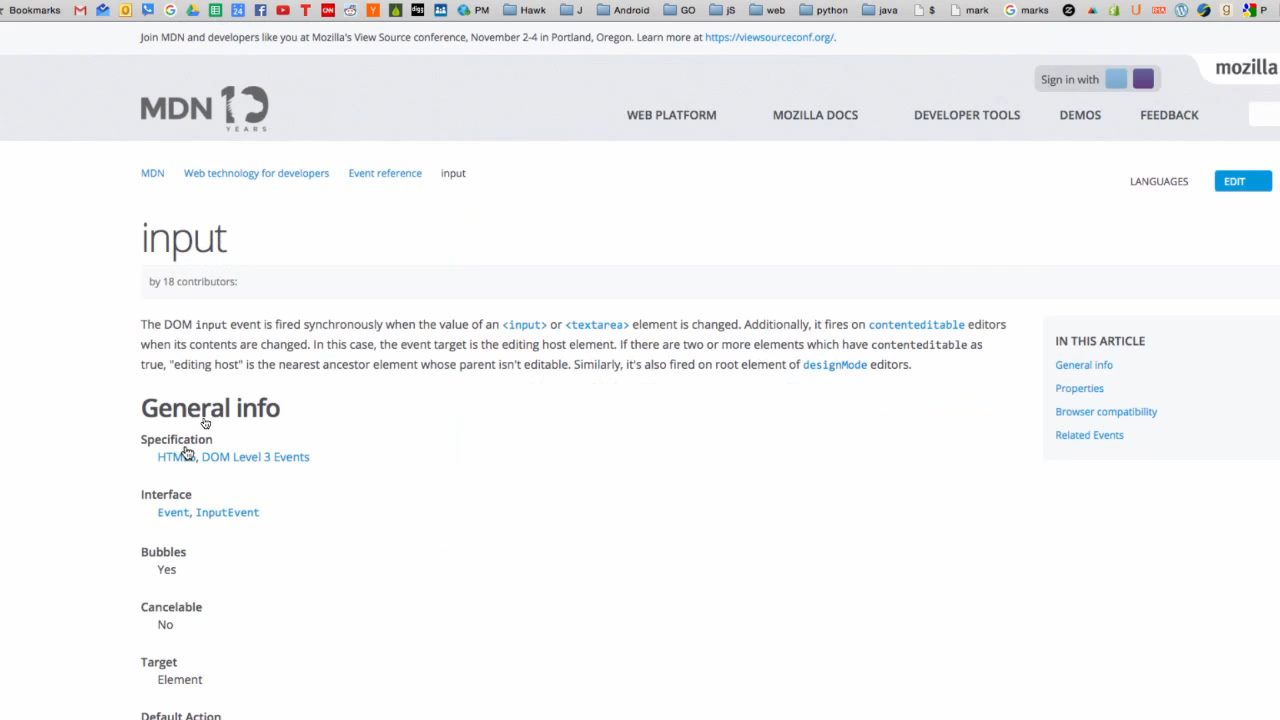 Bookmarks 24 PM Hawk J Android GO jS web python java $ mark marks P
Join MDN and developers like you at Mozilla's View Source conference, November 2-4 in Portland, Oregon. Learn more at https://viewsourceconf.org/.
Sign in with
mozilla
MDN 10
YEARS
WEB PLATFORM MOZILLA DOCS DEVELOPER TOOLS DEMOS FEEDBACK
MDN Web technology for developers Event reference input
LANGUAGES EDIT
input
by 18 contributors:
The DOM input event is fired synchronously when the value of an <input> or <textarea> element is changed. Additionally, it fires on contenteditable editors
when its contents are changed. In this case, the event target is the editing host element. If there are two or more elements which have contenteditable as
true, "editing host" is the nearest ancestor element whose parent isn't editable. Similarly, it's also fired on root element of designMode editors.
IN THIS ARTICLE
General info
Properties
Browser compatibility
Related Events
General info
Specification
DOM Level 3 Events
Interface
Event, InputEvent
Bubbles
Yes
Cancelable
No
Target
Element
Default Action